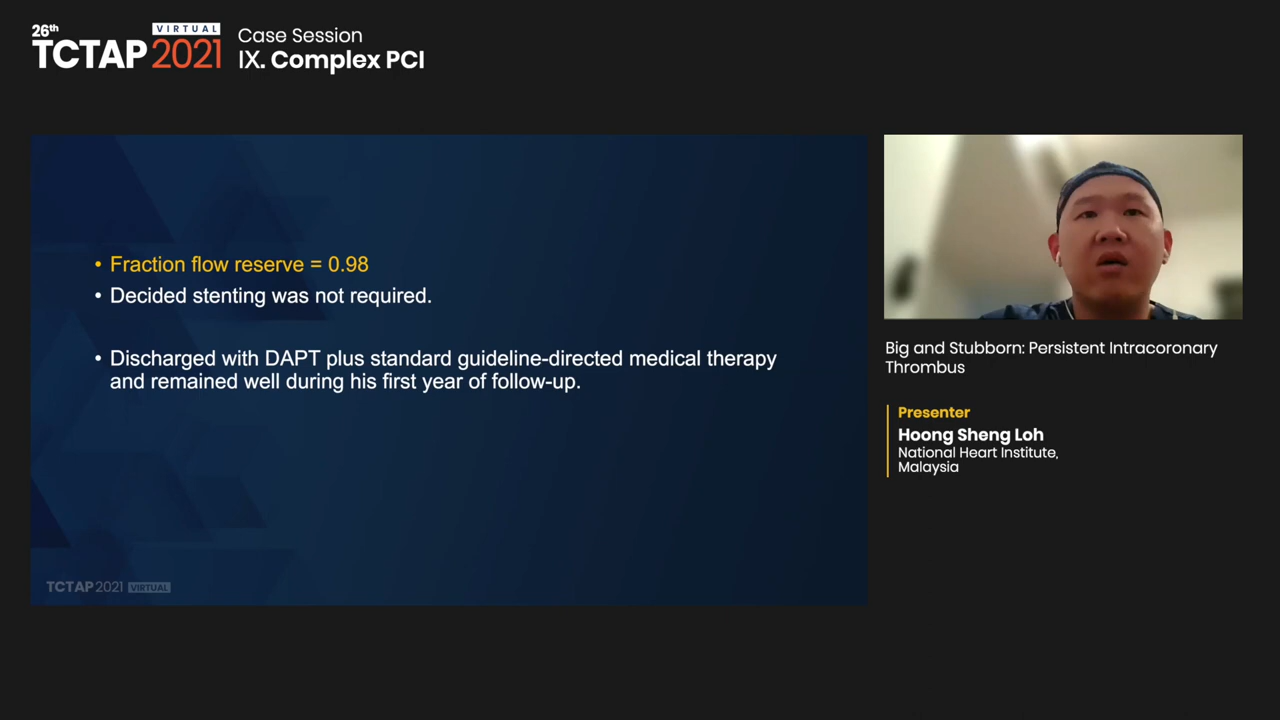 26th
VIRTUAL
TCTAP 2021
Case Session
IX. Complex PCI
• Fraction flow reserve = 0.98
• Decided stenting was not required.
• Discharged with DAPT plus standard guideline-directed medical therapy
and remained well during his first year of follow-up.
TCTAP 2021 VIRTUAL
Big and Stubborn: Persistent Intracoronary
Thrombus
Presenter
Hoong Sheng Loh
National Heart Institute,
Malaysia